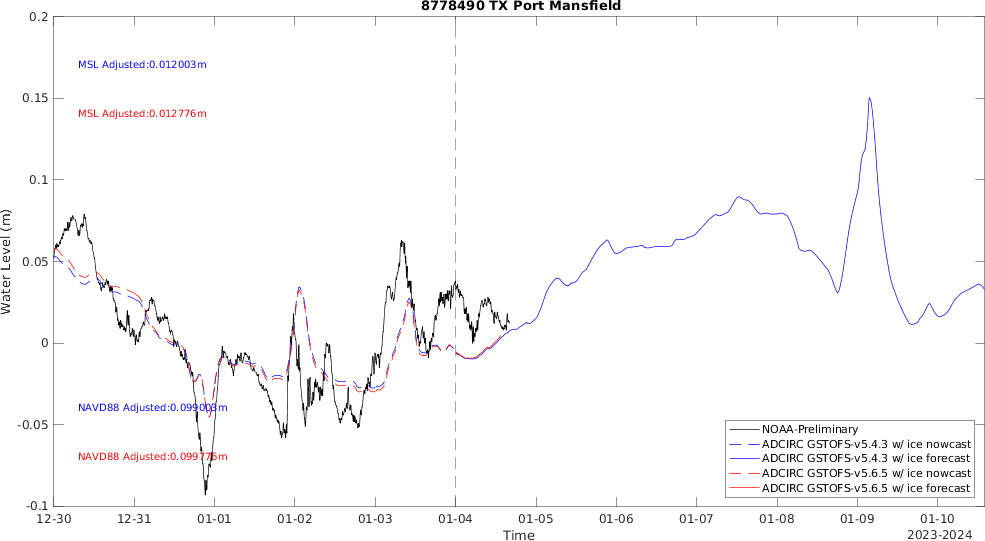 8778490 TX Port Mansfield
0.2
0.15
0.1
0.05
0
-0.05
-0.1
Water Level (m)
MSL Adjusted:0.012003m
MSL Adjusted:0.012776m
NAVD88 Adjusted:0.099003m
NAVD88 Adjusted:0.099776m
NOAA-Preliminary
ADCIRC GSTOFS-v5.4.3 w/ ice nowcast
ADCIRC GSTOFS-v5.4.3 w/ ice forecast
ADCIRC GSTOFS-v5.6.5 w/ ice nowcast
ADCIRC GSTOFS-v5.6.5 w/ ice forecast
12-30 12-31 01-01 01-02 01-03 01-04 01-05 01-06 01-07 01-08 01-09 01-10
Time
2023-2024